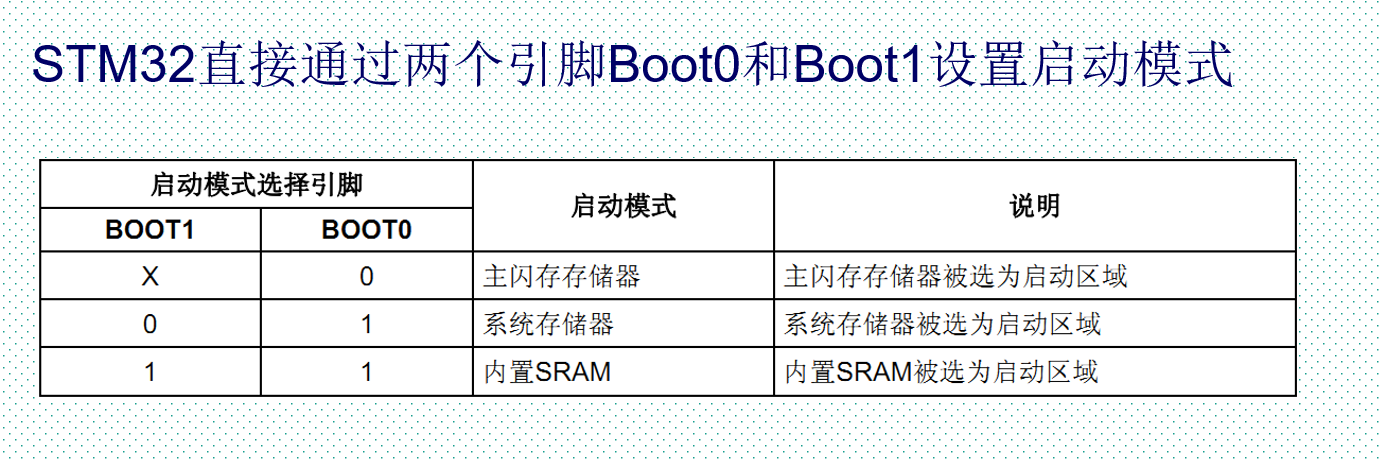 STM32直接通过两个引脚Boot0和Boot1设置启动模式
启动模式选择引脚 启动模式 说明
BOOT1 BOOT0
X 0 主闪存存储器 主闪存存储器被选为启动区域
0 1 系统存储器 系统存储器被选为启动区域
1 1 内置SRAM 内置SRAM被选为启动区域